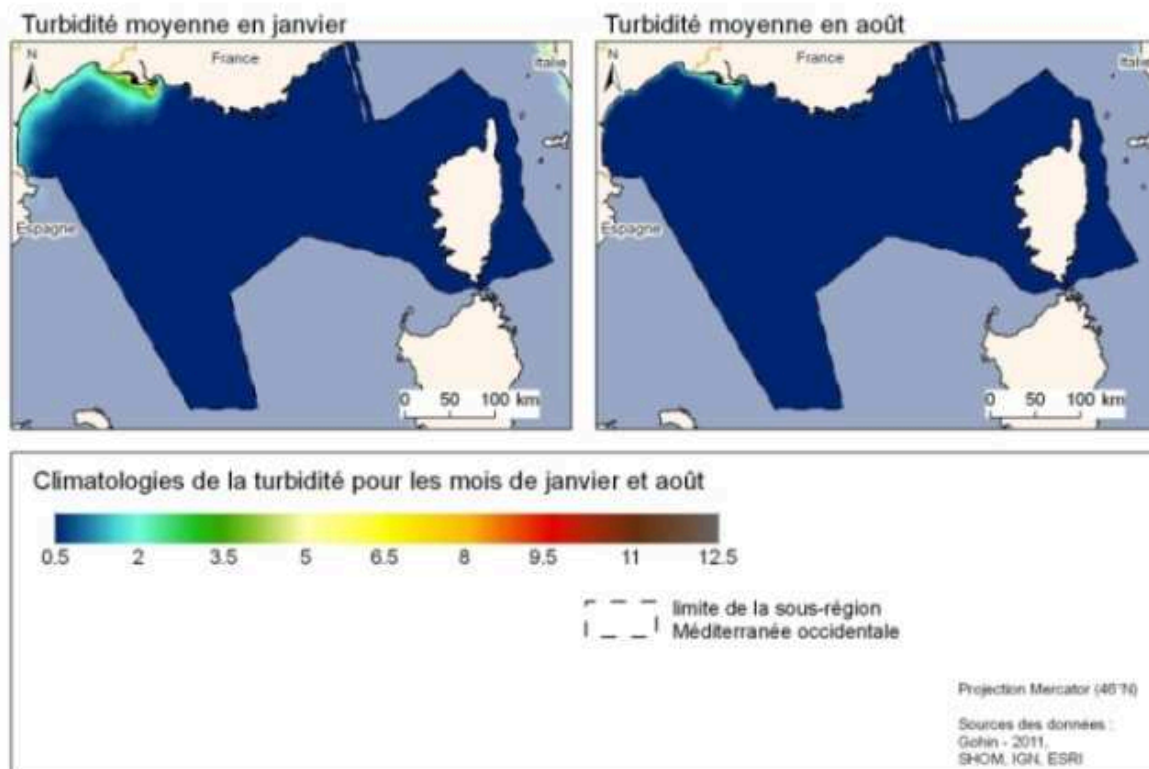 Turbidité moyenne en janvier
Turbidité moyenne en août
N
France
Italie
Espagne
0 50 100 km
N
France
Italie
Espagne
0 50 100 km
Climatologies de la turbidité pour les mois de janvier et août
0.5 2 3.5 5 6.5 8 9.5 11 12.5
limite de la sous-région
Méditerranée occidentale
Projection Mercator (46°N)
Sources des données :
Gohin - 2011,
SHOM, IGN, ESRI